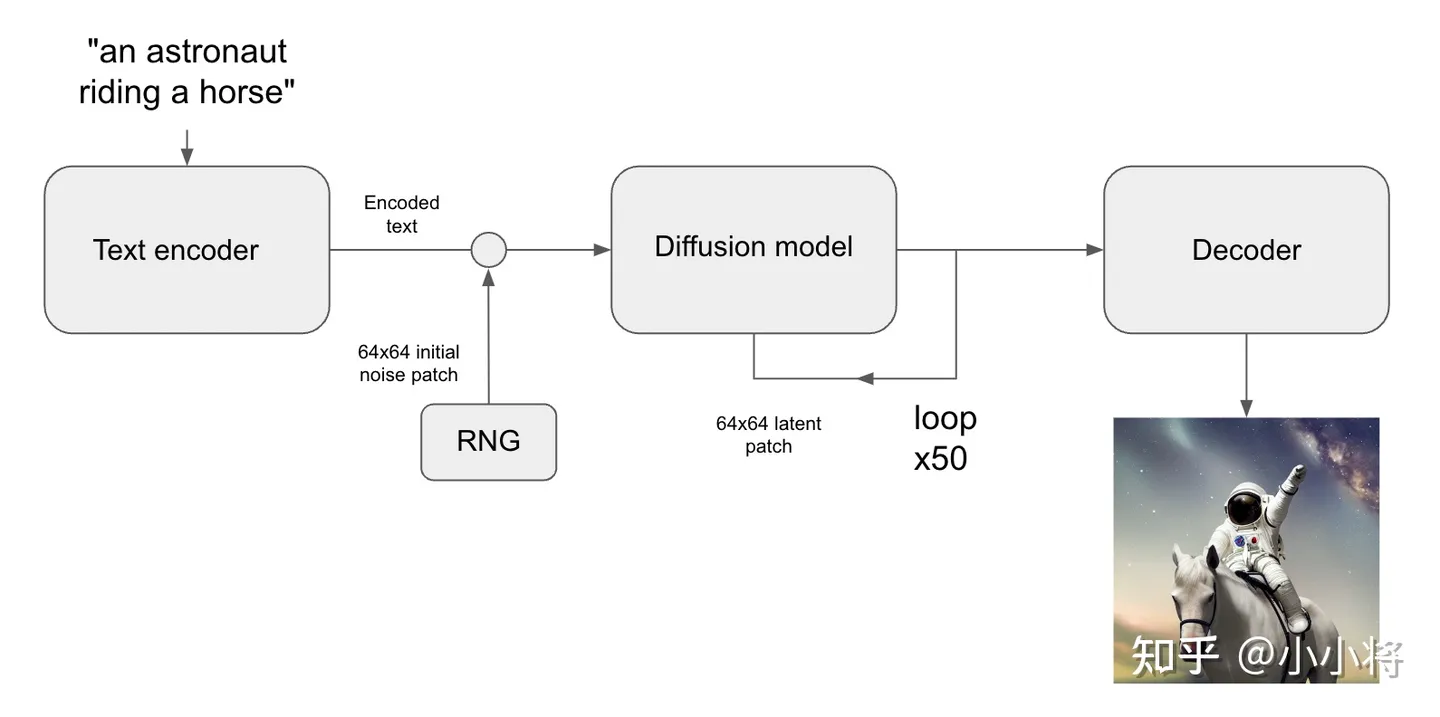 "an astronaut
riding a horse"
Text encoder
Encoded
text
64x64 initial
noise patch
RNG
Diffusion model
64x64 latent
patch
loop
x50
Decoder
知乎 @小小将